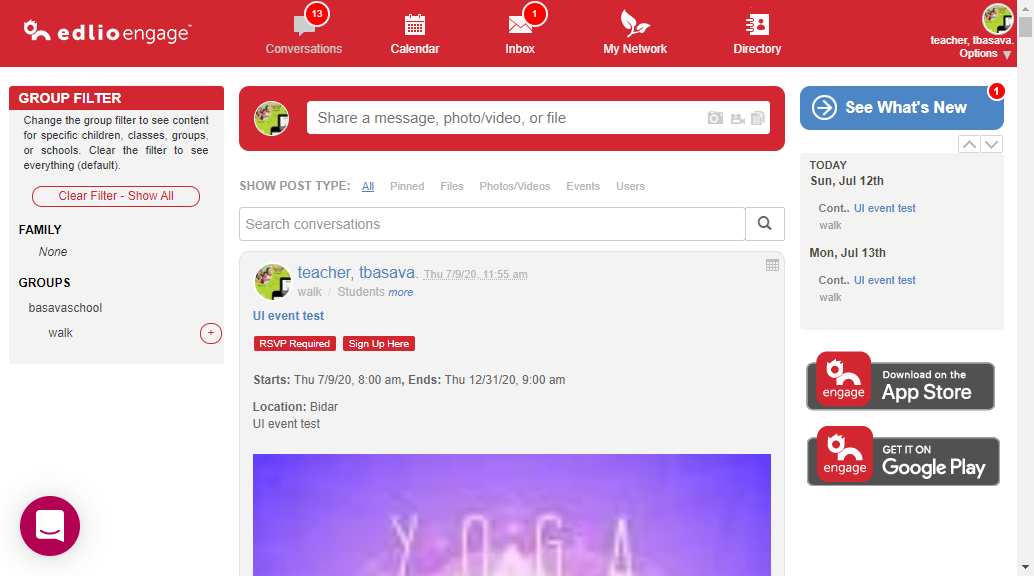 edlio engage
13
Conversations
Calendar
1
Inbox
My Network
Directory
teacher, tbasava.
Options ▼
GROUP FILTER
Change the group filter to see content
for specific children, classes, groups,
or schools. Clear the filter to see
everything (default).
Clear Filter - Show All
FAMILY
None
GROUPS
basavaschool
walk
+
Share a message, photo/video, or file
SHOW POST TYPE: All Pinned Files Photos/Videos Events Users
Search conversations
teacher, tbasava. Thu 7/9/20, 11:55 am
walk / Students more
UI event test
RSVP Required Sign Up Here
Starts: Thu 7/9/20, 8:00 am, Ends: Thu 12/31/20, 9:00 am
Location: Bidar
UI event test
YOGA
See What's New
1
TODAY
Sun, Jul 12th
Cont.. UI event test
walk
Mon, Jul 13th
Cont.. UI event test
walk
engage
Download on the
App Store
engage
GET IT ON
Google Play